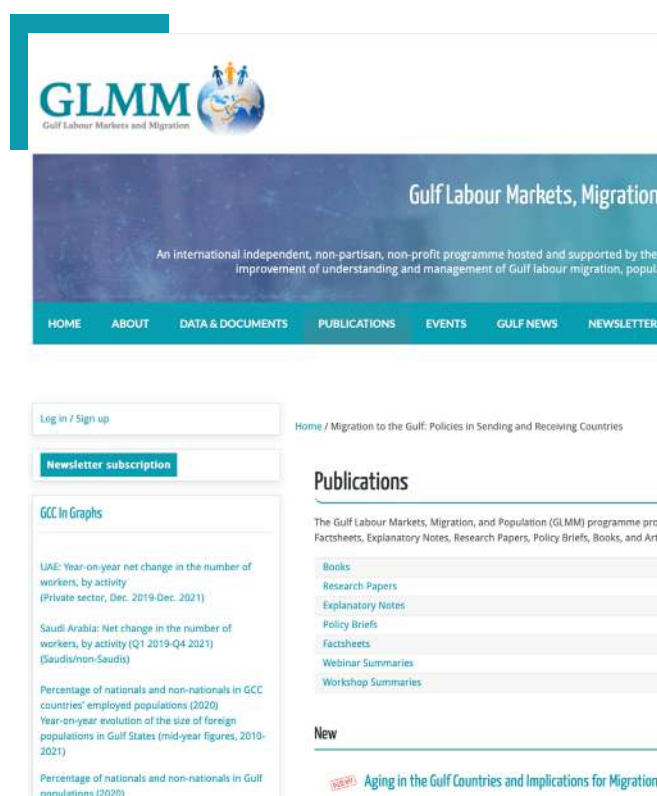 GLMM
Gulf Labour Markets and Migration
Gulf Labour Markets, Migration
An international independent, non-partisan, non-profit programme hosted and supported by the
improvement of understanding and management of Gulf labour migration, popul
HOME ABOUT DATA & DOCUMENTS PUBLICATIONS EVENTS GULF NEWS NEWSLETTER
Log in / Sign up
Newsletter subscription
GCC In Graphs
UAE: Year-on-year net change in the number of
workers, by activity
(Private sector, Dec. 2019-Dec. 2021)
Saudi Arabia: Net change in the number of
workers, by activity (Q1 2019-Q4 2021)
(Saudis/non-Saudis)
Percentage of nationals and non-nationals in GCC
countries' employed populations (2020)
Year-on-year evolution of the size of foreign
populations in Gulf States (mid-year figures, 2010-
2021)
Percentage of nationals and non-nationals in Gulf
populations (2020)
Home / Migration to the Gulf: Policies in Sending and Receiving Countries
Publications
The Gulf Labour Markets, Migration, and Population (GLMM) programme pro
Factsheets, Explanatory Notes, Research Papers, Policy Briefs, Books, and Art
Books
Research Papers
Explanatory Notes
Policy Briefs
Factsheets
Webinar Summaries
Workshop Summaries
New
NEW! Aging in the Gulf Countries and Implications for Migration